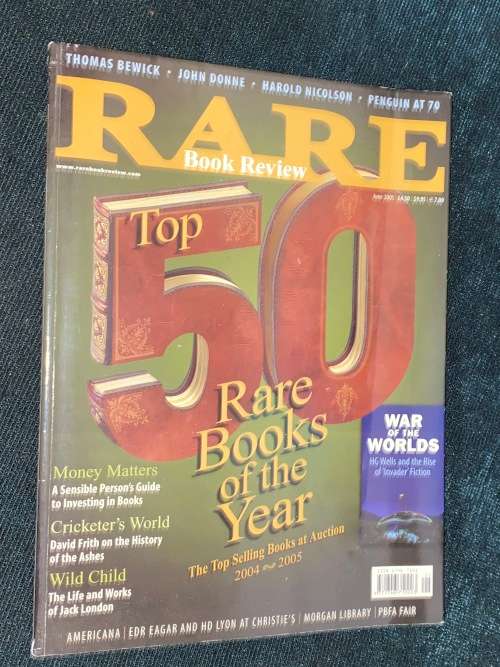 THOMAS BEWICK · JOHN DONNE · HAROLD NICOLSON · PENGUIN AT 70
RARE
Book Review
www.rarebookreview.com
Top
50
Rare
Books
of the
Year
The Top Selling Books at Auction
2004 ~ 2005
WAR
OF THE
WORLDS
HG Wells and the Rise
of 'Invader' Fiction
Money Matters
A Sensible Person's Guide
to Investing in Books
Cricketer's World
David Frith on the History
of the Ashes
Wild Child
The Life and Works
of Jack London
AMERICANA | EDR EAGAR AND HD LYON AT CHRISTIE'S | MORGAN LIBRARY | PBFA FAIR